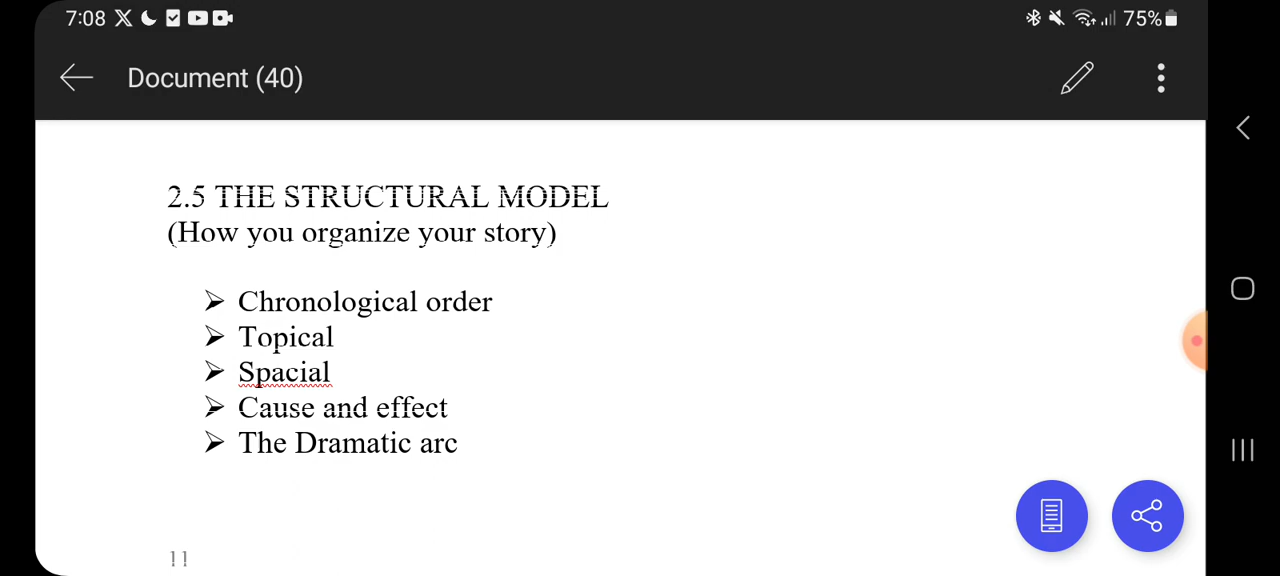 7:08
75%
Document (40)
2.5 THE STRUCTURAL MODEL
(How you organize your story)
➢ Chronological order
➢ Topical
➢ Spacial
➢ Cause and effect
➢ The Dramatic arc
11